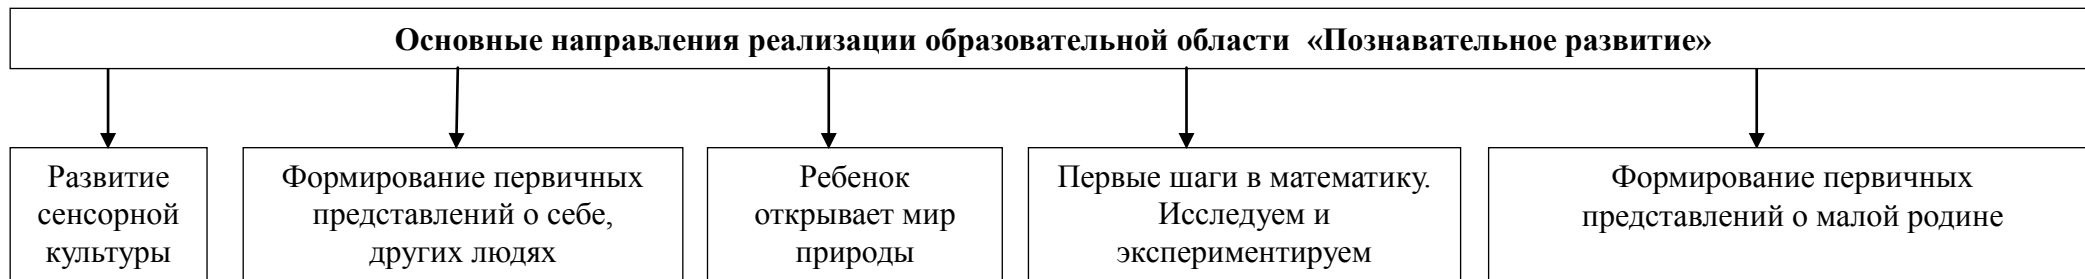 Основные направления реализации образовательной области «Познавательное развитие»
Развитие
сенсорной
культуры
Формирование первичных
представлений о себе,
других людях
Ребенок
открывает мир
природы
Первые шаги в математику.
Исследуем и
экспериментируем
Формирование первичных
представлений о малой родине